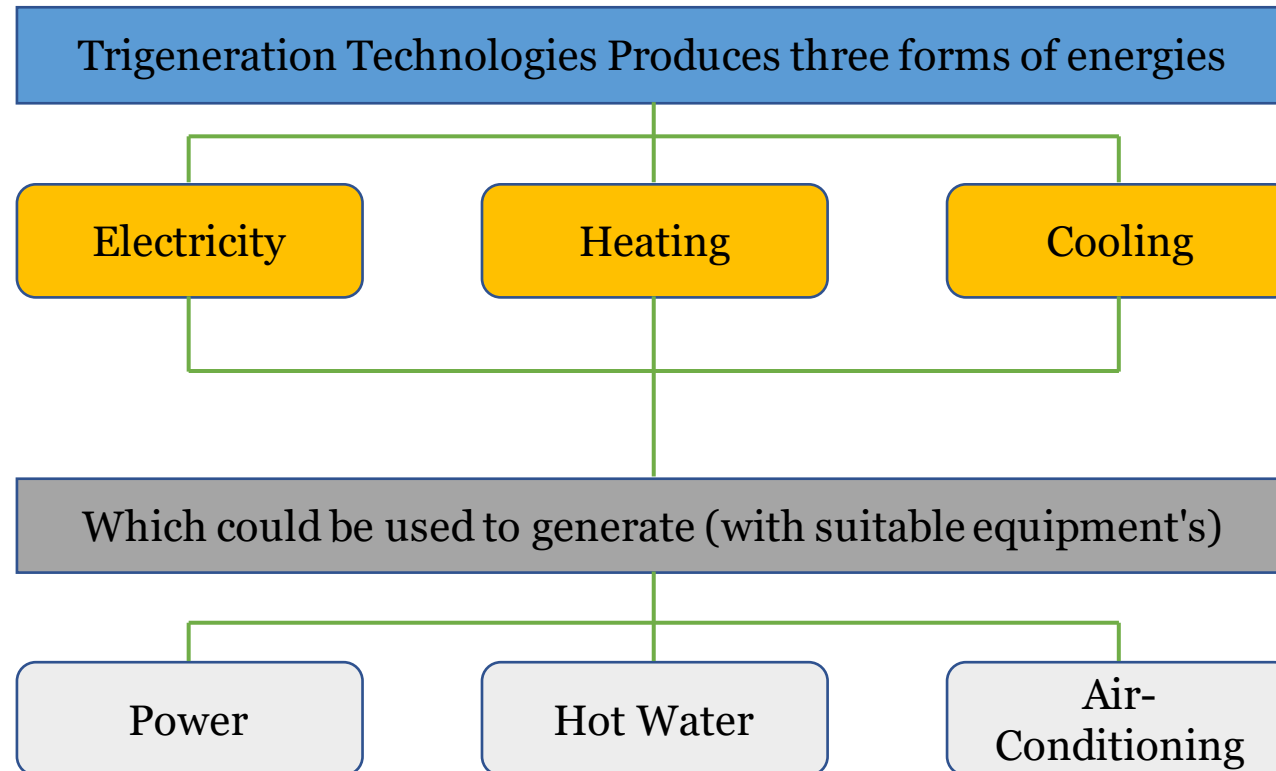 Trigeneration Technologies Produces three forms of energies
Electricity
Heating
Cooling
Which could be used to generate (with suitable equipment's)
Power
Hot Water
Air-
Conditioning